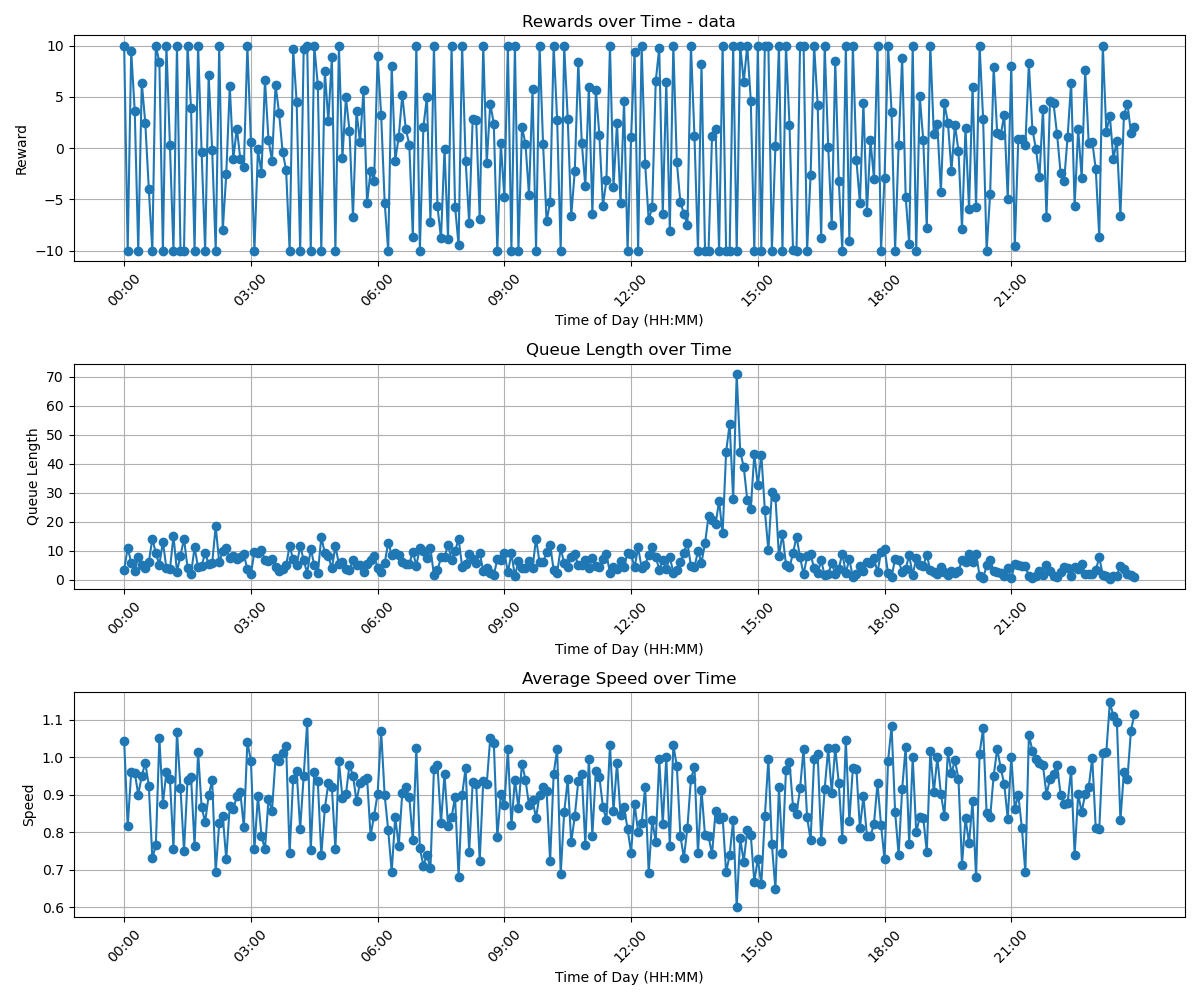 Rewards over Time - data
10
5
0
−5
−10
Reward
00:00 03:00 06:00 09:00 12:00 15:00 18:00 21:00
Time of Day (HH:MM)
Queue Length over Time
70
60
50
40
30
20
10
0
Queue Length
00:00 03:00 06:00 09:00 12:00 15:00 18:00 21:00
Time of Day (HH:MM)
Average Speed over Time
1.1
1.0
0.9
0.8
0.7
0.6
Speed
00:00 03:00 06:00 09:00 12:00 15:00 18:00 21:00
Time of Day (HH:MM)